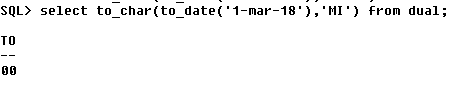 SQL> select to_char(to_date('1-mar-18'),'MI') from dual;
TO
--
00